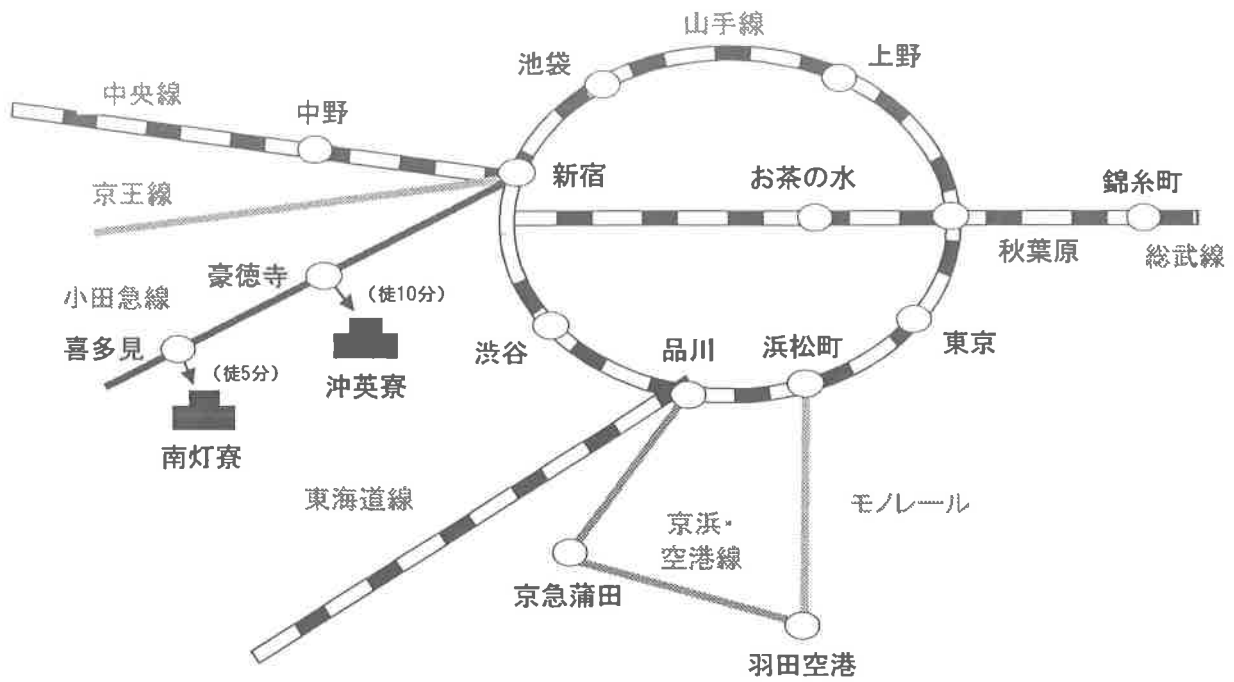 山手線
池袋
上野
中央線
中野
新宿
お茶の水
錦糸町
京王線
秋葉原
総武線
豪徳寺
（徒10分）
小田急線
喜多見
（徒5分）
沖英寮
南灯寮
渋谷
品川
浜松町
東京
東海道線
モノレール
京浜・
空港線
京急蒲田
羽田空港